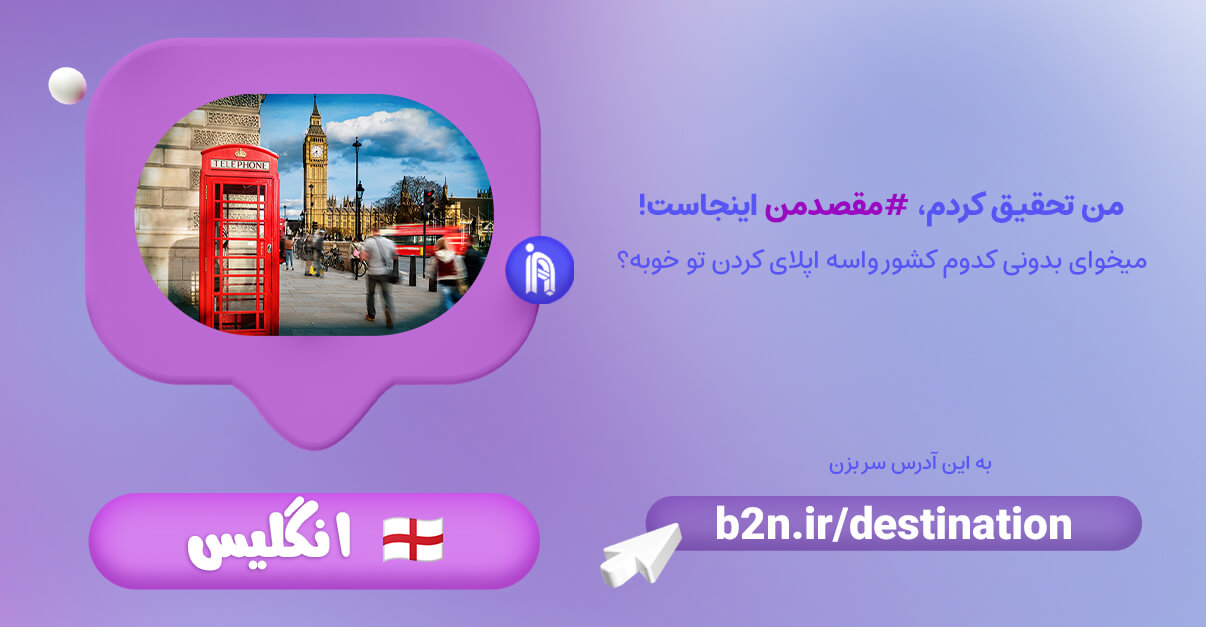 TELEPHONE
من تحقیق کردم، #مقصدمن اینجاست!
میخوای بدونی کدوم کشور واسه اپلای کردن تو خوبه؟
به این آدرس سر بزن
b2n.ir/destination
انگلیس